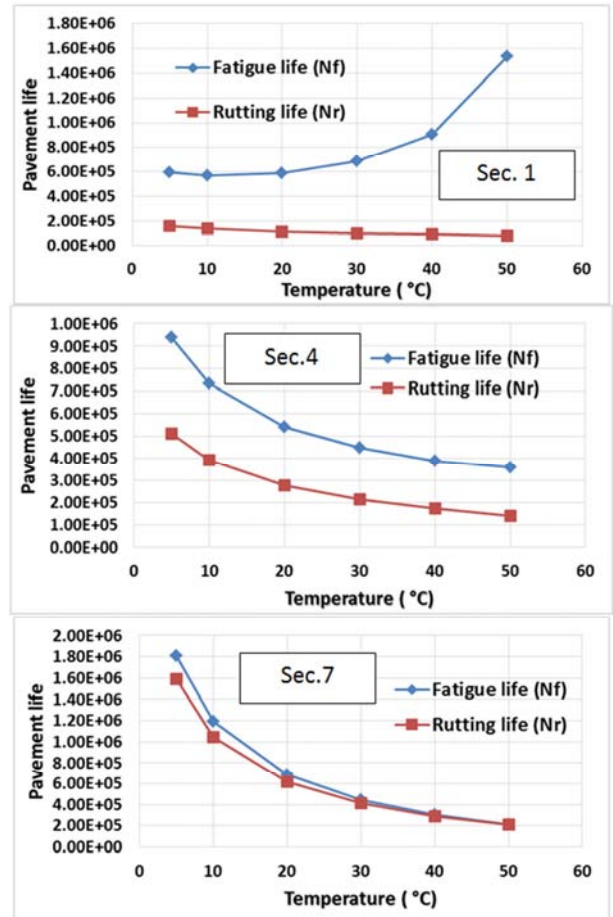 1.80E+06
1.60E+06
1.40E+06
1.20E+06
1.00E+06
8.00E+05
6.00E+05
4.00E+05
2.00E+05
0.00E+00
Pavement life
Fatigue life (Nf)
Rutting life (Nr)
Sec. 1
0 10 20 30 40 50 60
Temperature ( °C)
1.00E+06
9.00E+05
8.00E+05
7.00E+05
6.00E+05
5.00E+05
4.00E+05
3.00E+05
2.00E+05
1.00E+05
0.00E+00
Pavement life
Sec.4
Fatigue life (Nf)
Rutting life (Nr)
0 10 20 30 40 50 60
Temperature ( °C)
2.00E+06
1.80E+06
1.60E+06
1.40E+06
1.20E+06
1.00E+06
8.00E+05
6.00E+05
4.00E+05
2.00E+05
0.00E+00
Pavement life
Sec.7
Fatigue life (Nf)
Rutting life (Nr)
0 10 20 30 40 50 60
Temperature ( °C)